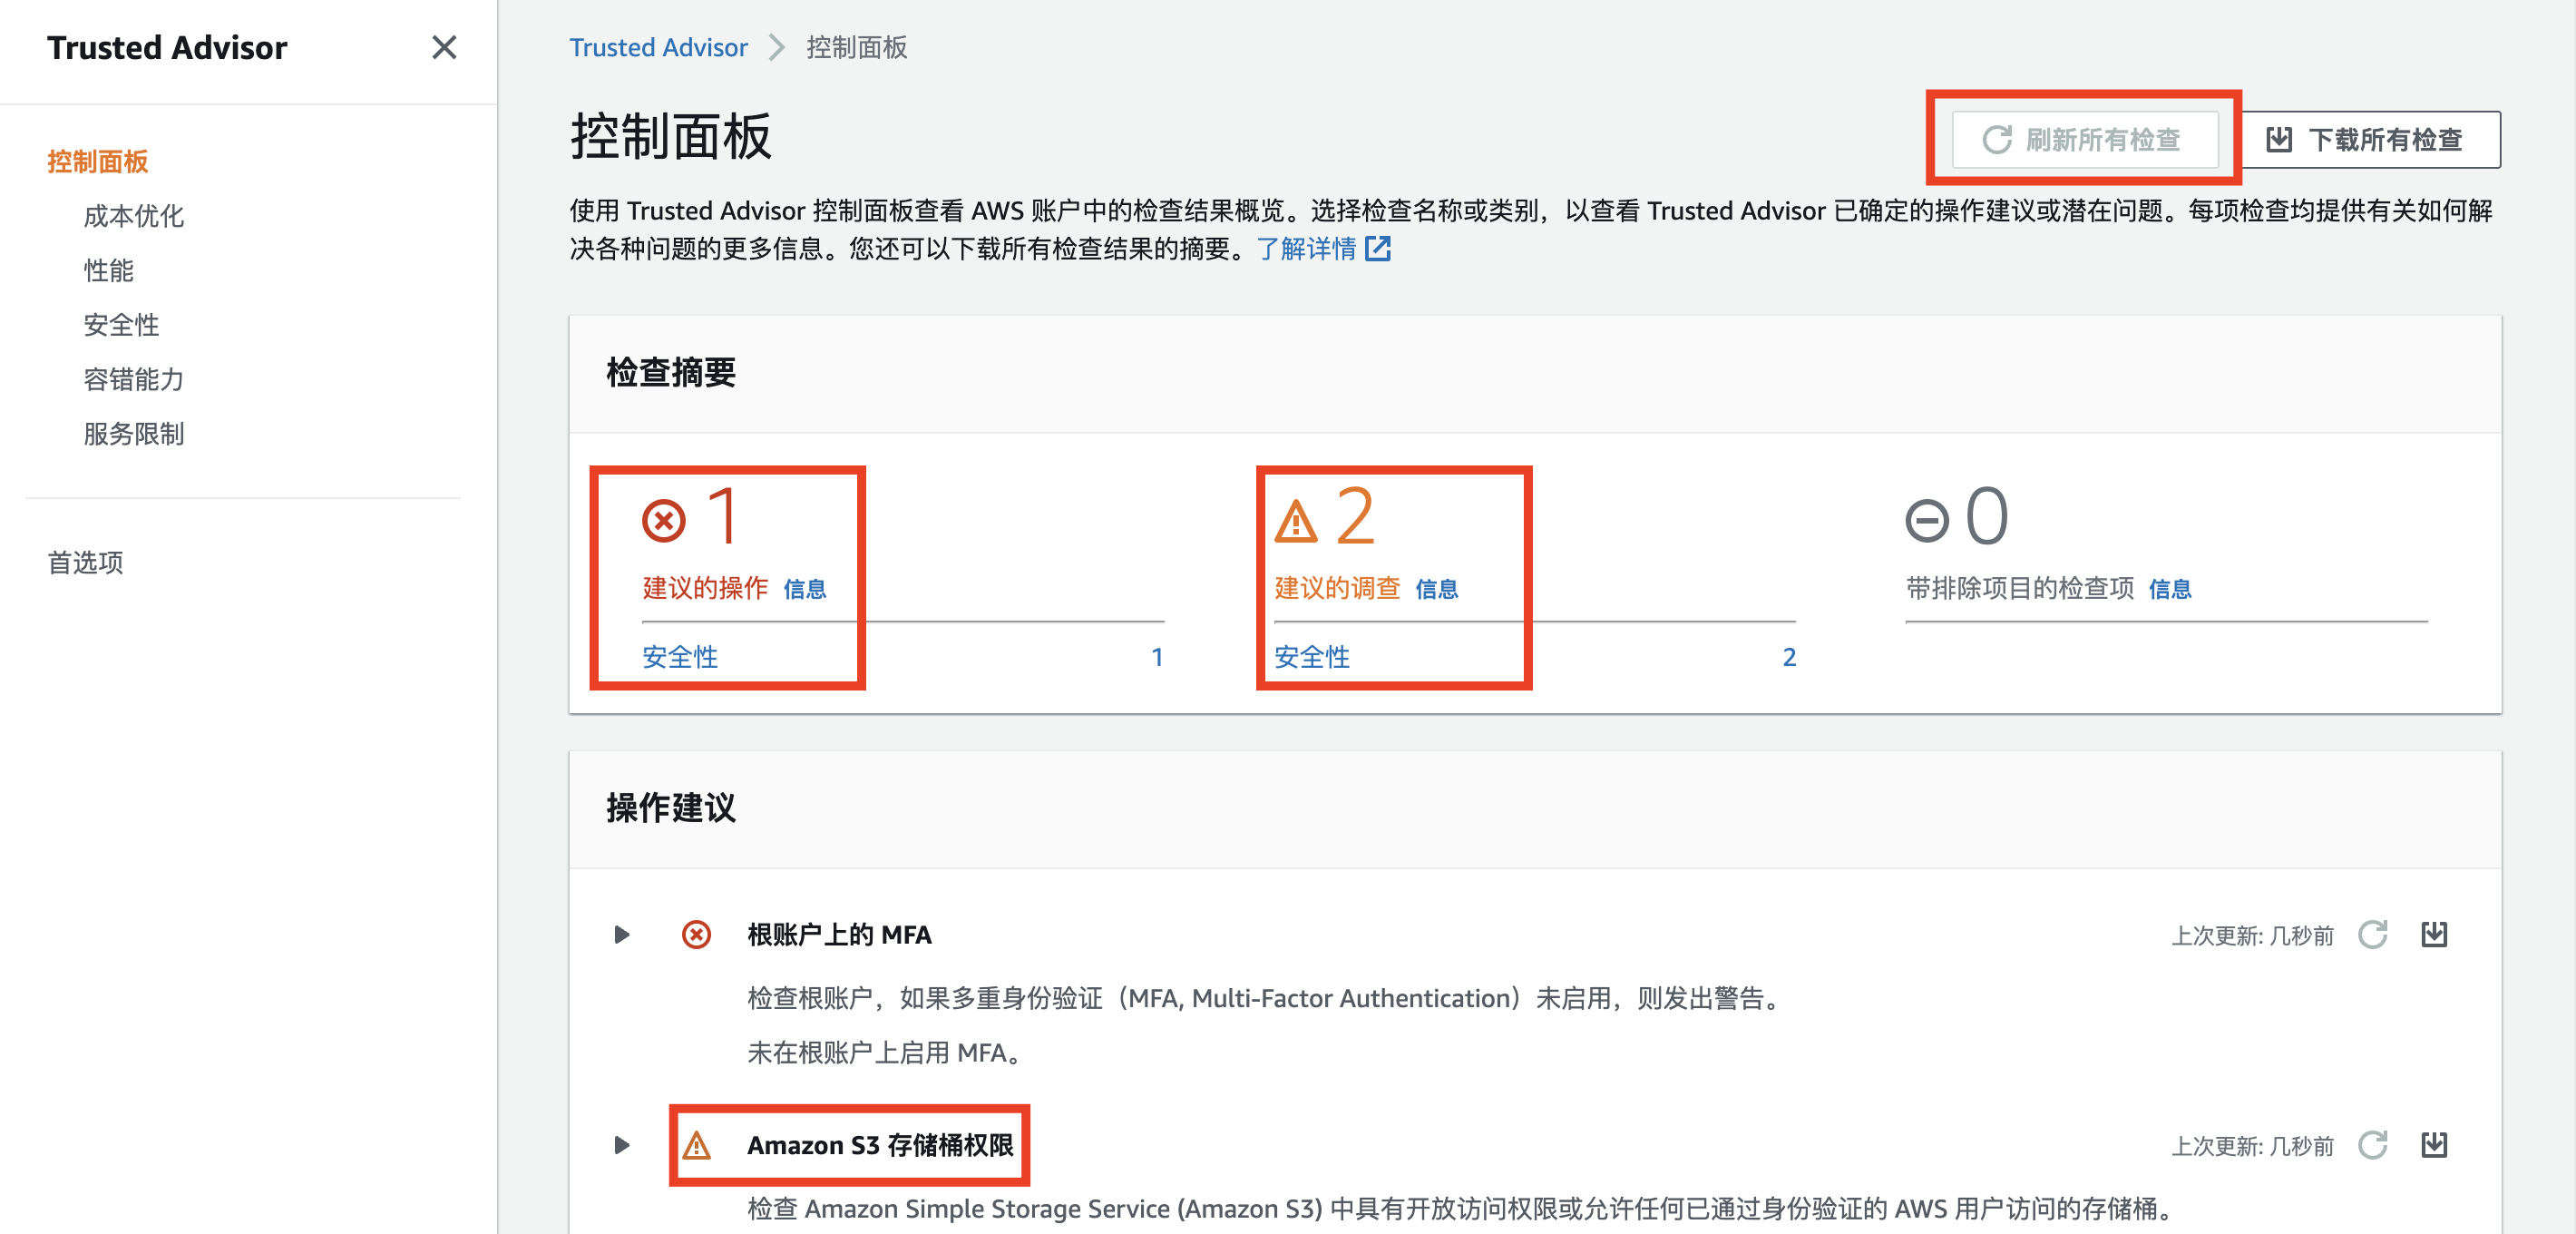 Trusted Advisor
控制面板
成本优化
性能
安全性
容错能力
服务限制
首选项
Trusted Advisor 控制面板
控制面板
刷新所有检查
下载所有检查
使用 Trusted Advisor 控制面板查看 AWS 账户中的检查结果概览。选择检查名称或类别，以查看 Trusted Advisor 已确定的操作建议或潜在问题。每项检查均提供有关如何解
决各种问题的更多信息。您还可以下载所有检查结果的摘要。了解详情
检查摘要
1
建议的操作 信息
安全性 1
2
建议的调查 信息
安全性 2
0
带排除项目的检查项 信息
操作建议
根账户上的 MFA
上次更新: 几秒前
检查根账户，如果多重身份验证（MFA, Multi-Factor Authentication）未启用，则发出警告。
未在根账户上启用 MFA。
Amazon S3 存储桶权限
上次更新: 几秒前
检查 Amazon Simple Storage Service (Amazon S3) 中具有开放访问权限或允许任何已通过身份验证的 AWS 用户访问的存储桶。